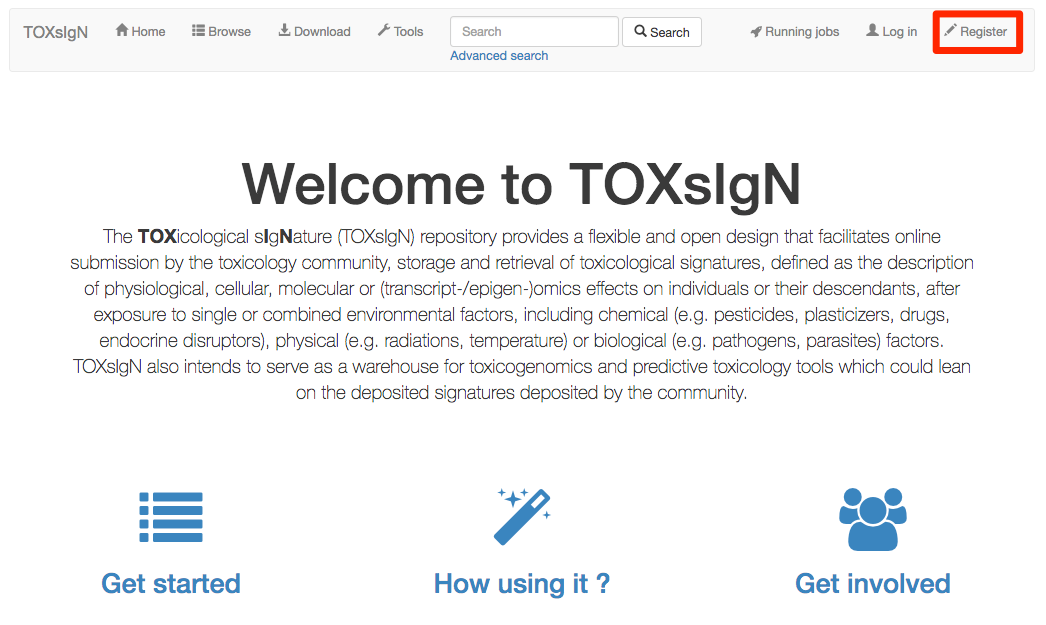 TOXsIgN Home Browse Download Tools Search Search Running jobs Log in Register
Advanced search
Welcome to TOXsIgN
The TOXicological sIgNature (TOXsIgN) repository provides a flexible and open design that facilitates online
submission by the toxicology community, storage and retrieval of toxicological signatures, defined as the description
of physiological, cellular, molecular or (transcript-/epigen-)omics effects on individuals or their descendants, after
exposure to single or combined environmental factors, including chemical (e.g. pesticides, plasticizers, drugs,
endocrine disruptors), physical (e.g. radiations, temperature) or biological (e.g. pathogens, parasites) factors.
TOXsIgN also intends to serve as a warehouse for toxicogenomics and predictive toxicology tools which could lean
on the deposited signatures deposited by the community.
Get started How using it ? Get involved